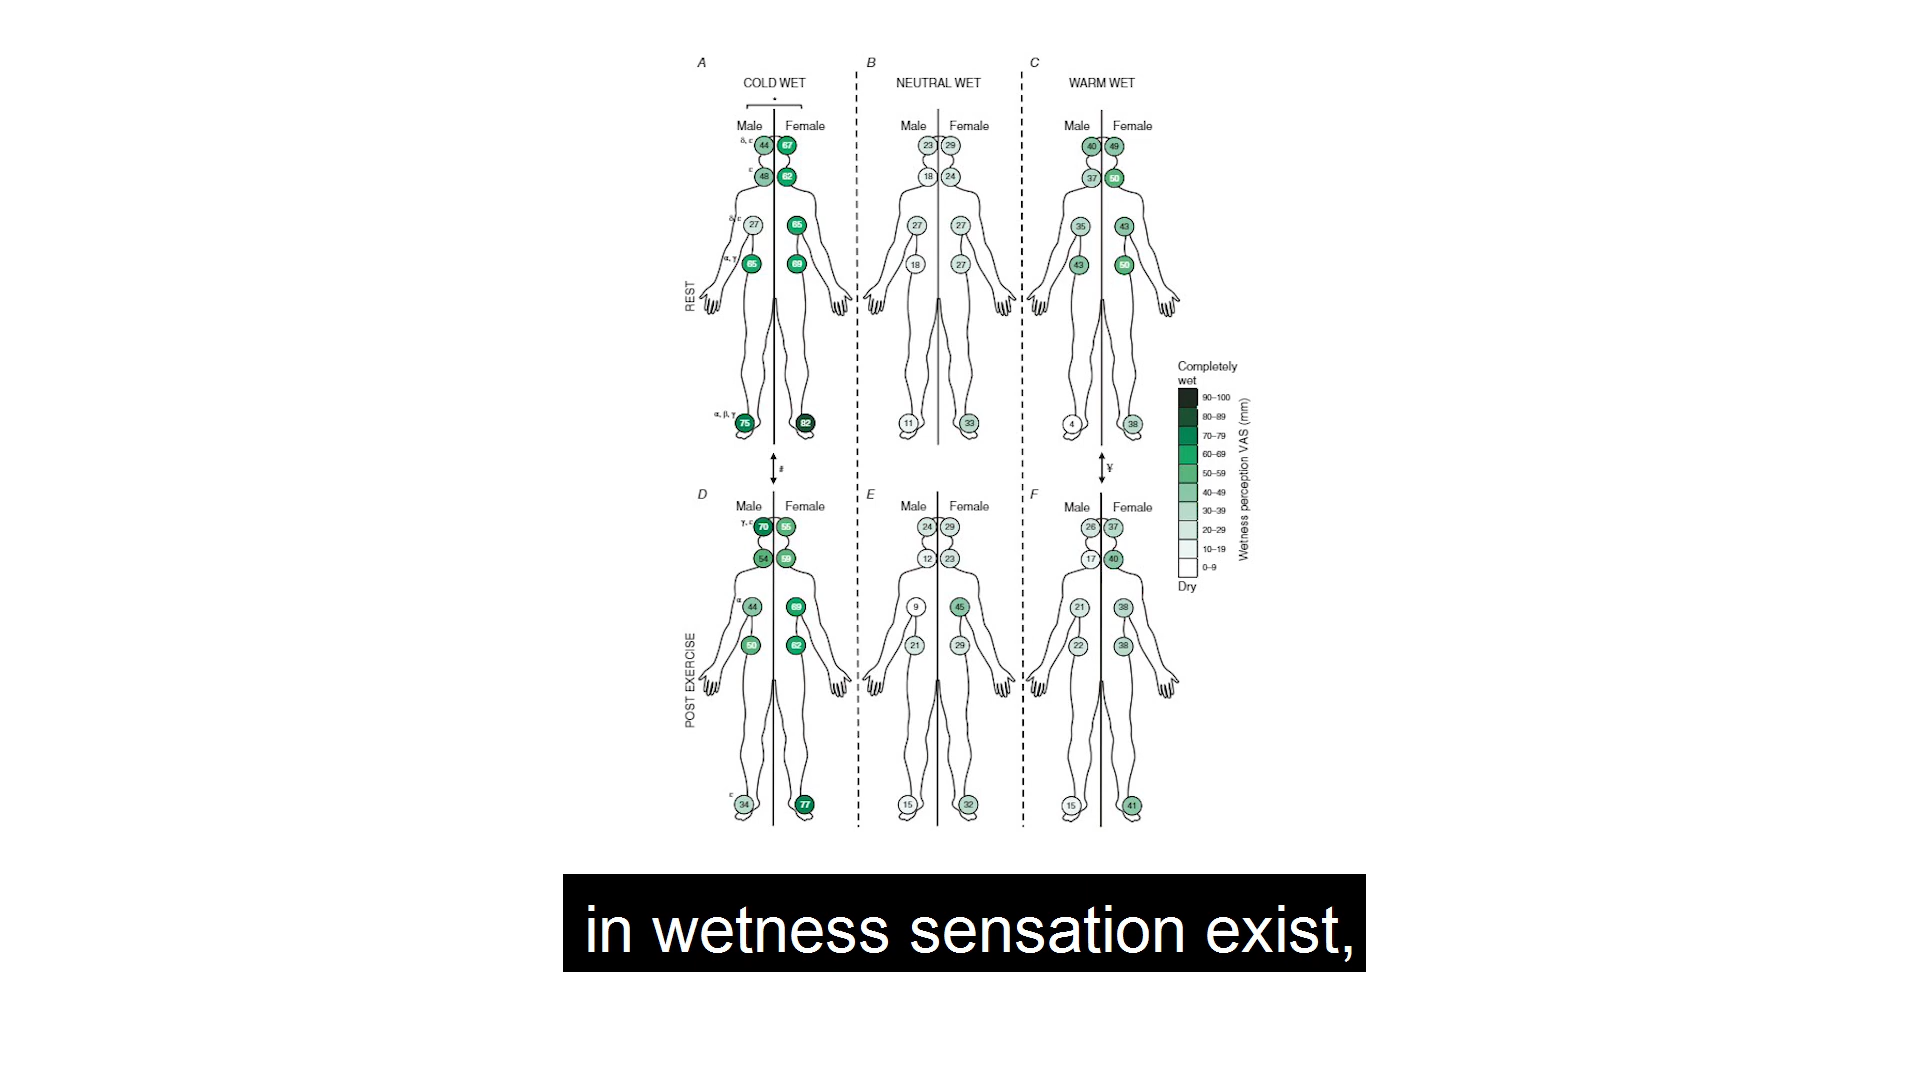 A
B
C
COLD WET
NEUTRAL WET
WARM WET
*
Male Female
Male Female
Male Female
δ, ε 44 67
23 29
40 49
ε 48 62
18 24
37 50
δ, ε 27 65
27 27
35 43
α, γ 65 69
18 27
43 50
REST
α, β, γ 75 82
11 33
4 38
Completely
wet
90–100
80–89
70–79
60–69
50–59
40–49
30–39
20–29
10–19
0–9
Dry
Wetness perception VAS (mm)
#
¥
D
E
F
Male Female
Male Female
Male Female
γ, ε 70 55
24 29
26 37
54 59
12 23
17 40
α 44 69
9 45
21 38
50 62
21 29
22 38
POST EXERCISE
ε 34 77
15 32
15 41
in wetness sensation exist,